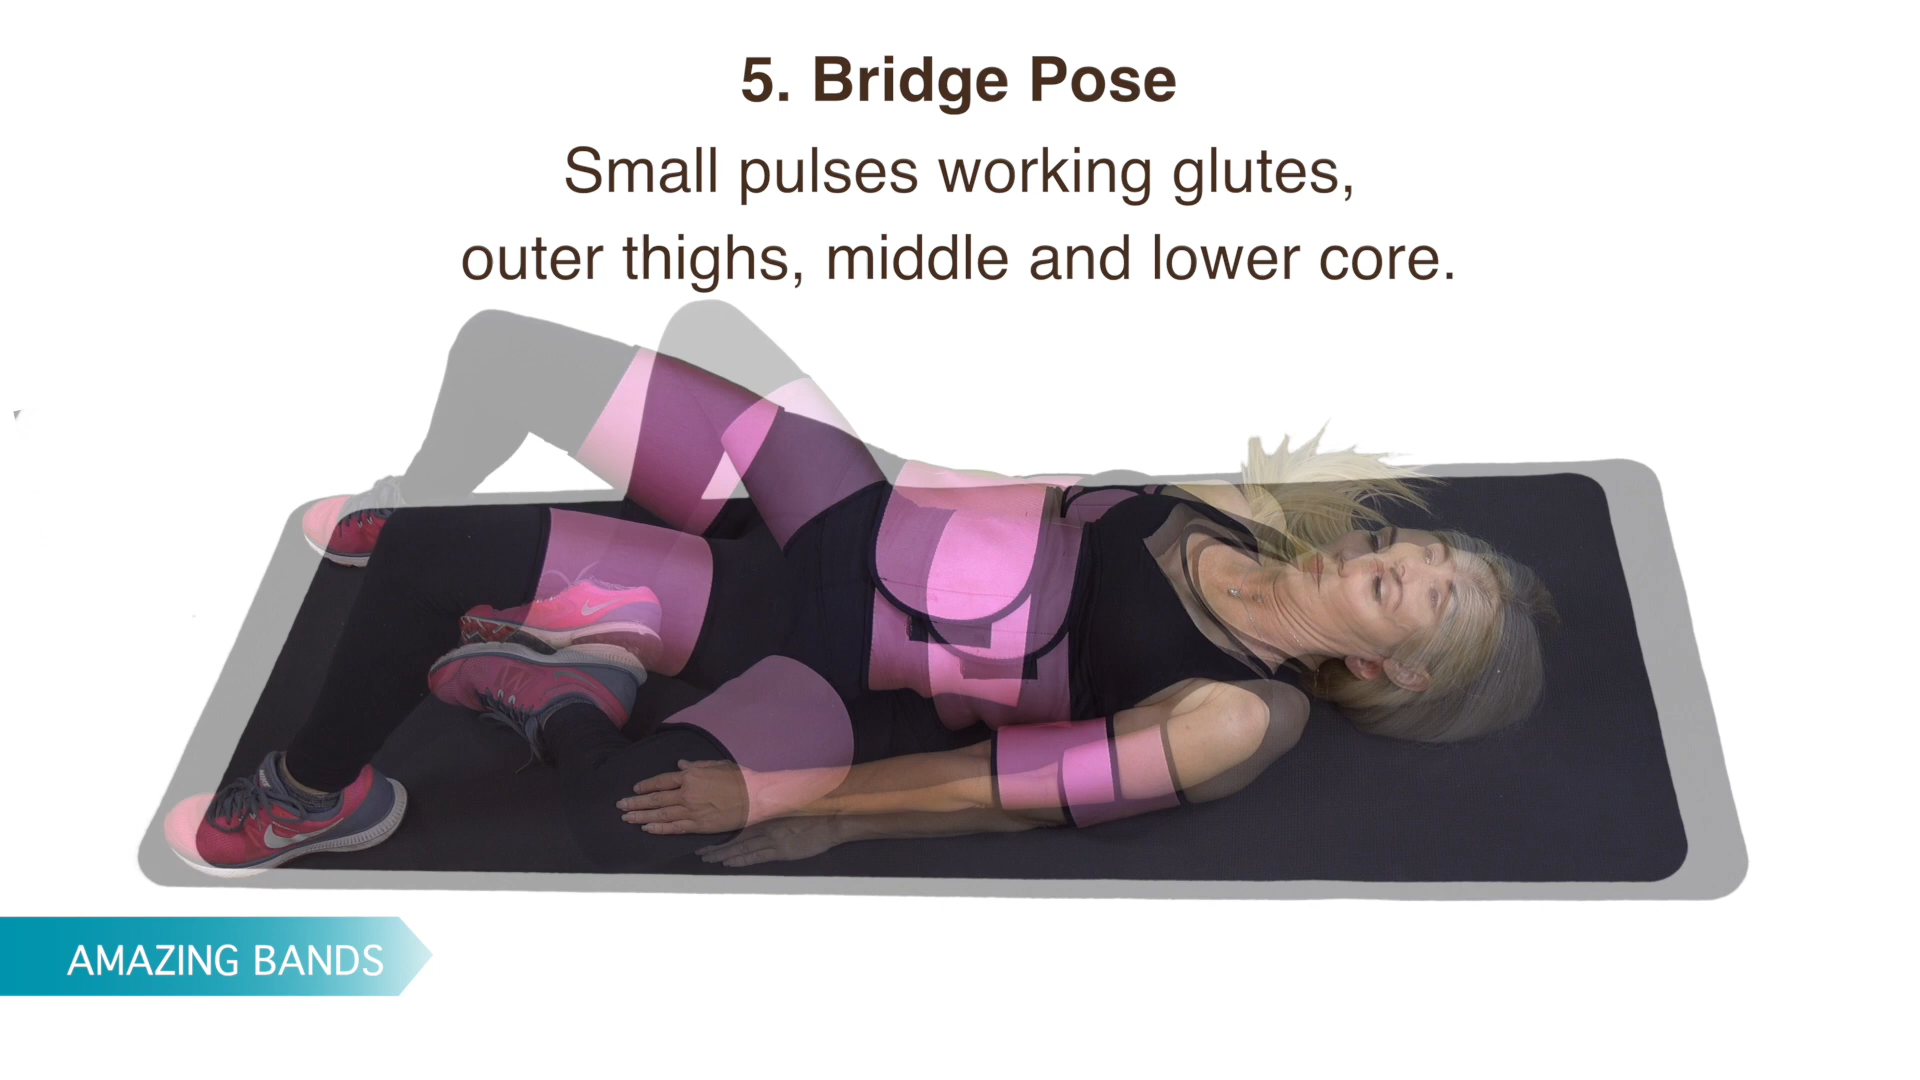 5. Bridge Pose
Small pulses working glutes,
outer thighs, middle and lower core.
AMAZING BANDS